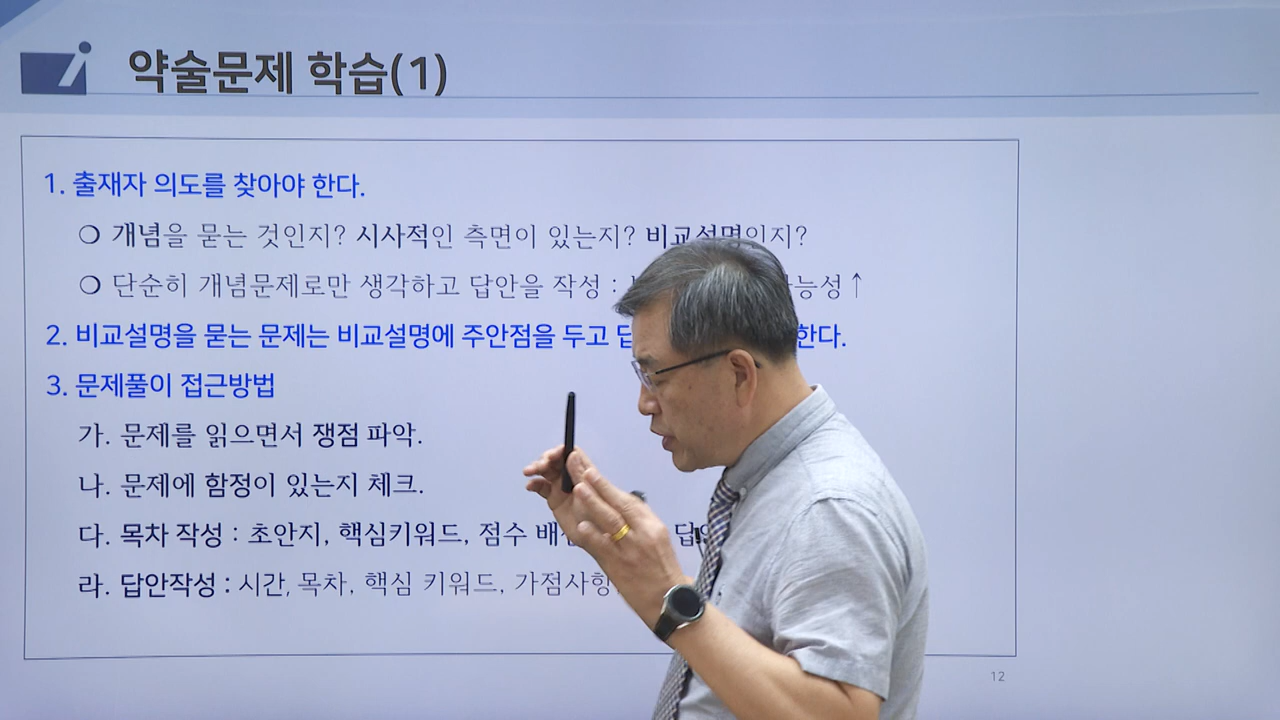 약술문제 학습(1)
1. 출재자 의도를 찾아야 한다.
❍ 개념을 묻는 것인지? 시사적인 측면이 있는지? 비교설명인지?
❍ 단순히 개념문제로만 생각하고 답안을 작성 : 능성↑
2. 비교설명을 묻는 문제는 비교설명에 주안점을 두고 한다.
3. 문제풀이 접근방법
가. 문제를 읽으면서 쟁점 파악.
나. 문제에 함정이 있는지 체크.
다. 목차 작성 : 초안지, 핵심키워드, 점수
라. 답안작성 : 시간, 목차, 핵심 키워드, 가점사항
12